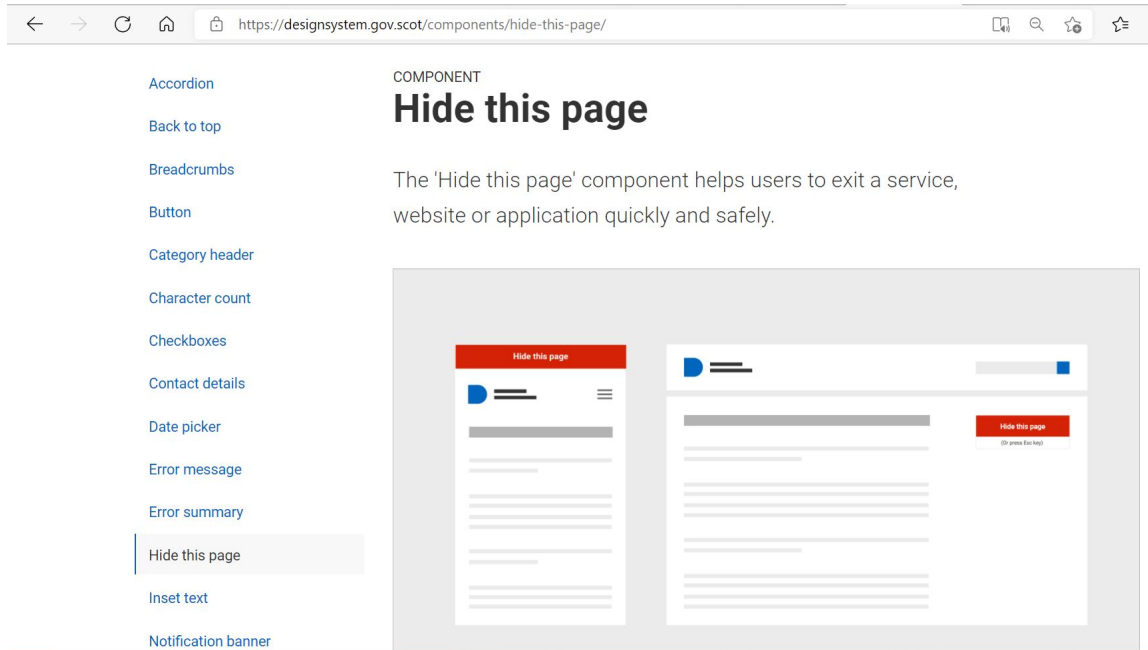 https://designsystem.gov.scot/components/hide-this-page/
Accordion
Back to top
Breadcrumbs
Button
Category header
Character count
Checkboxes
Contact details
Date picker
Error message
Error summary
Hide this page
Inset text
Notification banner
COMPONENT
Hide this page
The 'Hide this page' component helps users to exit a service,
website or application quickly and safely.
Hide this page
Hide this page
(Or press Esc key)